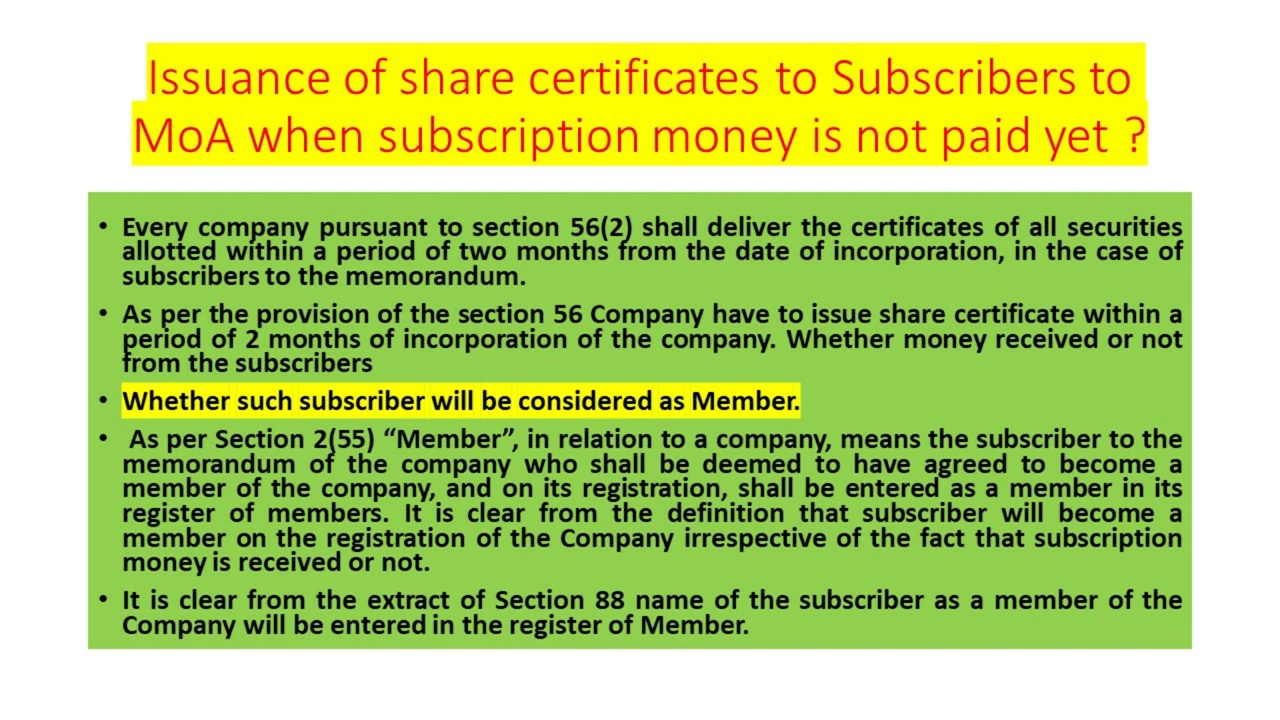 Issuance of share certificates to Subscribers to
MoA when subscription money is not paid yet ?
• Every company pursuant to section 56(2) shall deliver the certificates of all securities
allotted within a period of two months from the date of incorporation, in the case of
subscribers to the memorandum.
• As per the provision of the section 56 Company have to issue share certificate within a
period of 2 months of incorporation of the company. Whether money received or not
from the subscribers
• Whether such subscriber will be considered as Member.
• As per Section 2(55) “Member”, in relation to a company, means the subscriber to the
memorandum of the company who shall be deemed to have agreed to become a
member of the company, and on its registration, shall be entered as a member in its
register of members. It is clear from the definition that subscriber will become a
member on the registration of the Company irrespective of the fact that subscription
money is received or not.
• It is clear from the extract of Section 88 name of the subscriber as a member of the
Company will be entered in the register of Member.